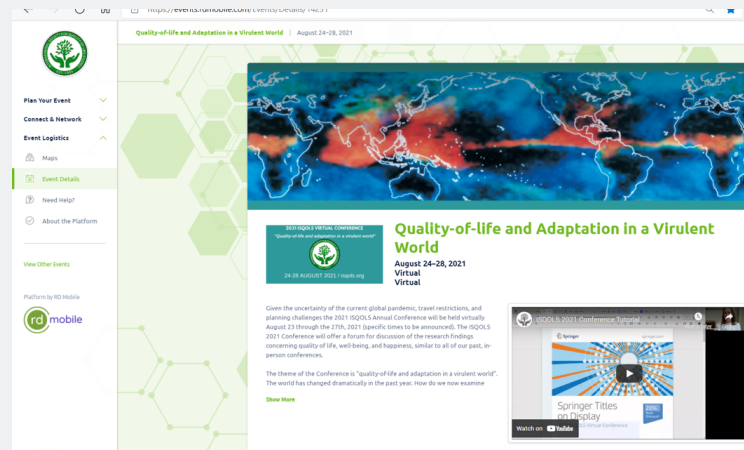 https://events.rdmobile.com/Events/Details/14251
Quality-of-life and Adaptation in a Virulent World | August 24–28, 2021
Plan Your Event
Connect & Network
Event Logistics
Maps
Event Details
Need Help?
About the Platform
View Other Events
Platform by RD Mobile
rd mobile
2021 ISQOLS VIRTUAL CONFERENCE
"Quality-of-life and adaptation in a virulent world"
24-28 AUGUST 2021 / isqols.org
Quality-of-life and Adaptation in a Virulent
World
August 24–28, 2021
Virtual
Virtual
Given the uncertainty of the current global pandemic, travel restrictions, and
planning challenges the 2021 ISQOLS Annual Conference will be held virtually
August 23 through the 27th, 2021 (specific times to be announced). The ISQOLS
2021 Conference will offer a forum for discussion of the research findings
concerning quality of life, well-being, and happiness, similar to all of our past, in-
person conferences.
The theme of the Conference is "quality-of-life and adaptation in a virulent world".
The world has changed dramatically in the past year. How do we now examine
Show More
ISQOLS 2021 Conference Tutorial
Springer
springer.com
Springer Titles
on Display
Virtual Conference
Watch on YouTube